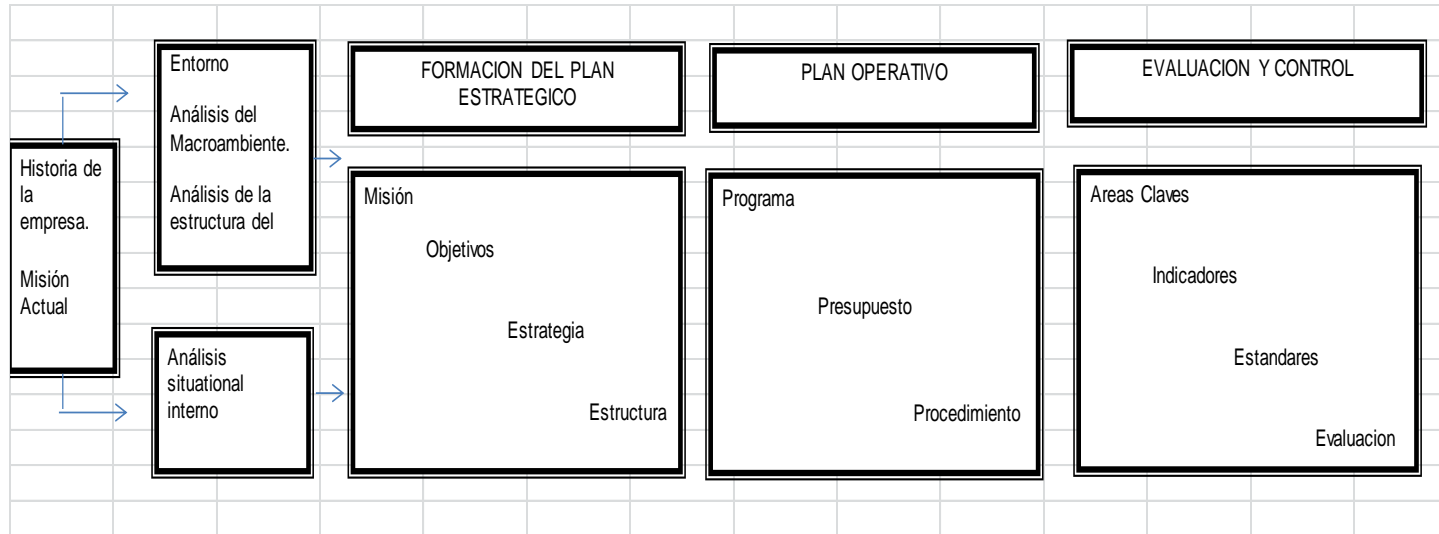 Historia de
la
empresa.
Misión
Actual
Entorno
Análisis del
Macroambiente.
Análisis de la
estructura del
Análisis
situational
interno
FORMACION DEL PLAN
ESTRATEGICO
Misión
Objetivos
Estrategia
Estructura
PLAN OPERATIVO
Programa
Presupuesto
Procedimiento
EVALUACION Y CONTROL
Areas Claves
Indicadores
Estandares
Evaluacion